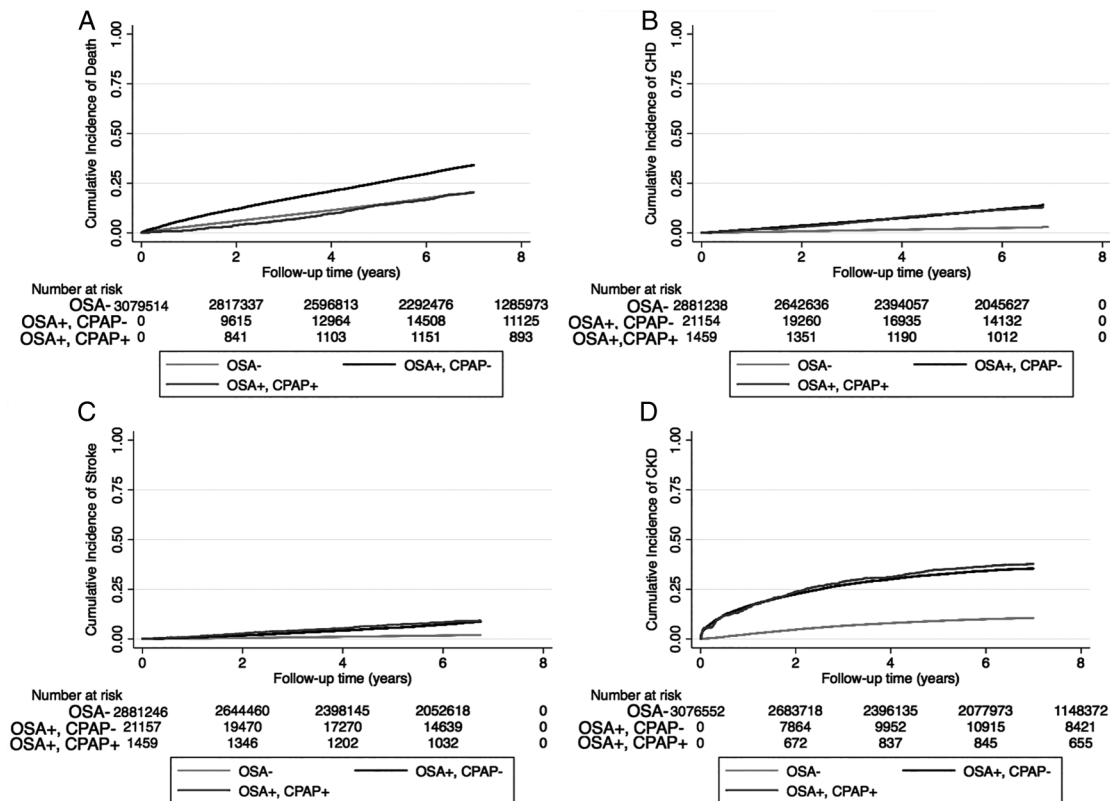 A
Cumulative Incidence of Death
1.00
0.75
0.50
0.25
0.00
0 2 4 6 8
Follow-up time (years)
Number at risk
OSA- 3079514 2817337 2596813 2292476 1285973
OSA+, CPAP- 0 9615 12964 14508 11125
OSA+, CPAP+ 0 841 1103 1151 893
OSA- OSA+, CPAP-
OSA+, CPAP+
B
Cumulative Incidence of CHD
1.00
0.75
0.50
0.25
0.00
0 2 4 6 8
Follow-up time (years)
Number at risk
OSA- 2881238 2642636 2394057 2045627 0
OSA+, CPAP- 21154 19260 16935 14132 0
OSA+,CPAP+ 1459 1351 1190 1012 0
OSA- OSA+, CPAP-
OSA+, CPAP+
C
Cumulative Incidence of Stroke
1.00
0.75
0.50
0.25
0.00
0 2 4 6 8
Follow-up time (years)
Number at risk
OSA- 2881246 2644460 2398145 2052618 0
OSA+, CPAP- 21157 19470 17270 14639 0
OSA+, CPAP+ 1459 1346 1202 1032 0
OSA- OSA+, CPAP-
OSA+, CPAP+
D
Cumulative Incidence of CKD
1.00
0.75
0.50
0.25
0.00
0 2 4 6 8
Follow-up time (years)
Number at risk
OSA- 3076552 2683718 2396135 2077973 1148372
OSA+, CPAP- 0 7864 9952 10915 8421
OSA+, CPAP+ 0 672 837 845 655
OSA- OSA+, CPAP-
OSA+, CPAP+